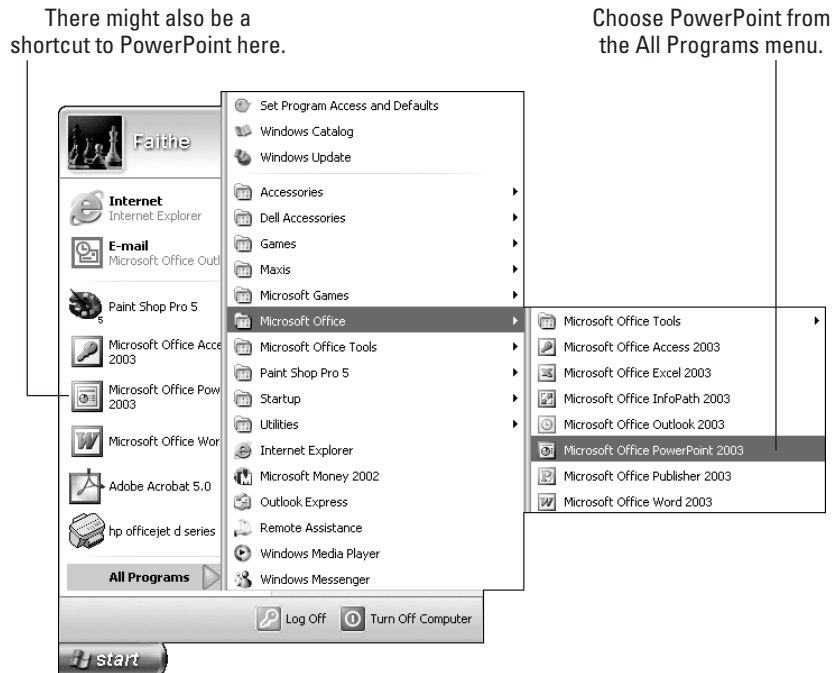 There might also be a
shortcut to PowerPoint here.
Choose PowerPoint from
the All Programs menu.
Faithe
Internet
Internet Explorer
E-mail
Microsoft Office Outl
Paint Shop Pro 5
5
Microsoft Office Acce
2003
Microsoft Office Pow
2003
Microsoft Office Wor
Adobe Acrobat 5.0
hp officejet d series
All Programs
Set Program Access and Defaults
Windows Catalog
Windows Update
Accessories
Dell Accessories
Games
Maxis
Microsoft Games
Microsoft Office
Microsoft Office Tools
Paint Shop Pro 5
Startup
Utilities
Internet Explorer
Microsoft Money 2002
Outlook Express
Remote Assistance
Windows Media Player
Windows Messenger
Microsoft Office Tools
Microsoft Office Access 2003
Microsoft Office Excel 2003
Microsoft Office InfoPath 2003
Microsoft Office Outlook 2003
Microsoft Office PowerPoint 2003
Microsoft Office Publisher 2003
Microsoft Office Word 2003
Log Off
Turn Off Computer
start